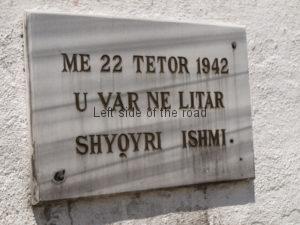 ME 22 TETOR 1942
U VAR NE LITAR
Left side of the road
SHYQYRI ISHMI.